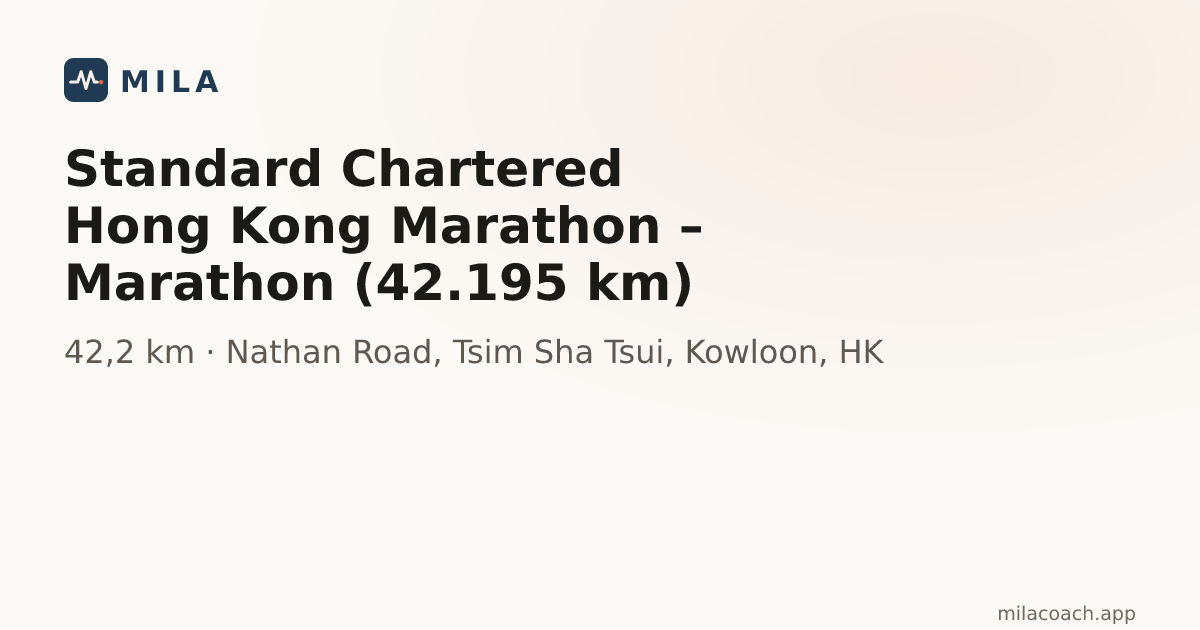 MILA
Standard Chartered
Hong Kong Marathon –
Marathon (42.195 km)
42,2 km · Nathan Road, Tsim Sha Tsui, Kowloon, HK
milacoach.app